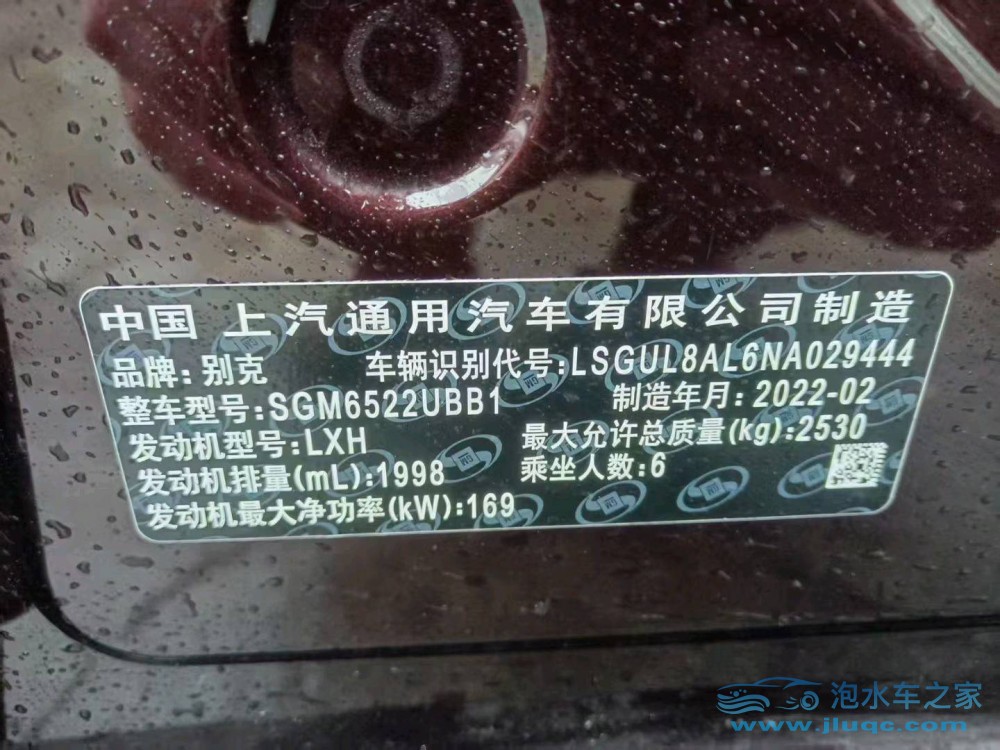 中国 上汽通用汽车有限公司制造
品牌:别克 车辆识别代号:LSGUL8AL6NA029444
整车型号:SGM6522UBB1 制造年月:2022-02
发动机型号:LXH 最大允许总质量(kg):2530
发动机排量(mL):1998 乘坐人数:6
发动机最大净功率(kW):169
泡水车之家
www.jluqc.com